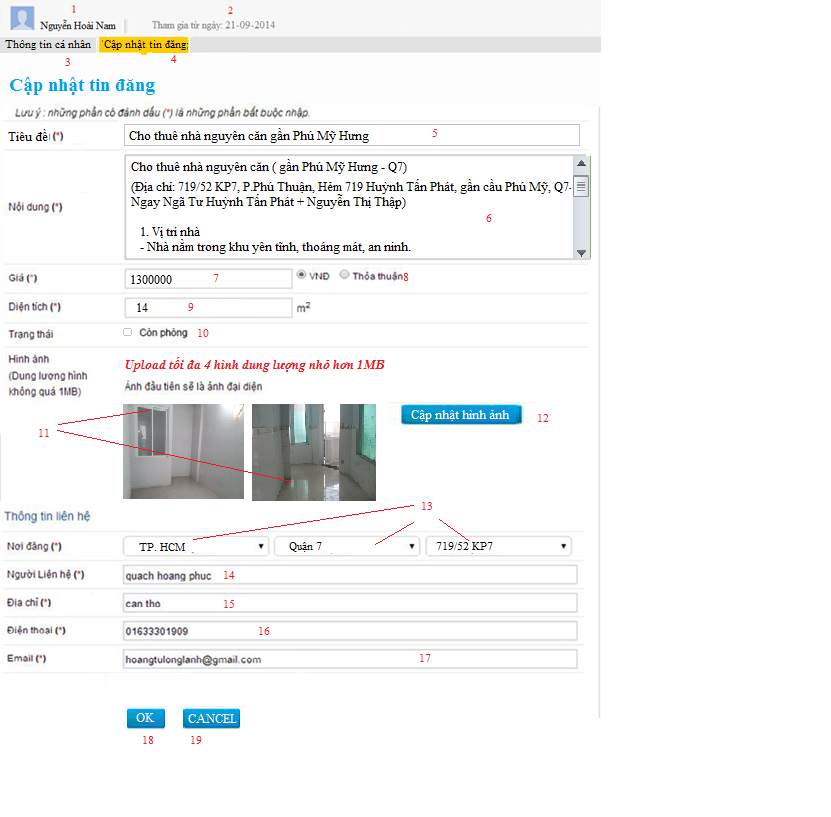 1
2
Nguyễn Hoài Nam
Tham gia từ ngày: 21-09-2014
Thông tin cá nhân
Cập nhật tin đăng
3
4
Cập nhật tin đăng
Lưu ý : những phần có đánh dấu (*) là những phần bắt buộc nhập.
Tiêu đề (*)
Cho thuê nhà nguyên căn gần Phú Mỹ Hưng
5
Nội dung (*)
Cho thuê nhà nguyên căn ( gần Phú Mỹ Hưng - Q7)
(Địa chỉ: 719/52 KP7, P.Phú Thuận, Hẻm 719 Huỳnh Tấn Phát, gần cầu Phú Mỹ, Q7-
Ngay Ngã Tư Huỳnh Tấn Phát + Nguyễn Thị Thập)
6
1. Vị trí nhà
- Nhà nằm trong khu yên tĩnh, thoáng mát, an ninh.
Giá (*)
1300000
7
VNĐ
Thỏa thuận
8
Diện tích (*)
14
9
m2
Trạng thái
Còn phòng
10
Hình ảnh
(Dung lượng hình
không quá 1MB)
Upload tối đa 4 hình dung lượng nhỏ hơn 1MB
Ảnh đầu tiên sẽ là ảnh đại diện
11
Cập nhật hình ảnh
12
Thông tin liên hệ
13
Nơi đăng (*)
TP. HCM
Quận 7
719/52 KP7
Người Liên hệ (*)
quach hoang phuc
14
Địa chỉ (*)
can tho
15
Điện thoại (*)
01633301909
16
Email (*)
hoangtulonglanh@gmail.com
17
OK
CANCEL
18
19